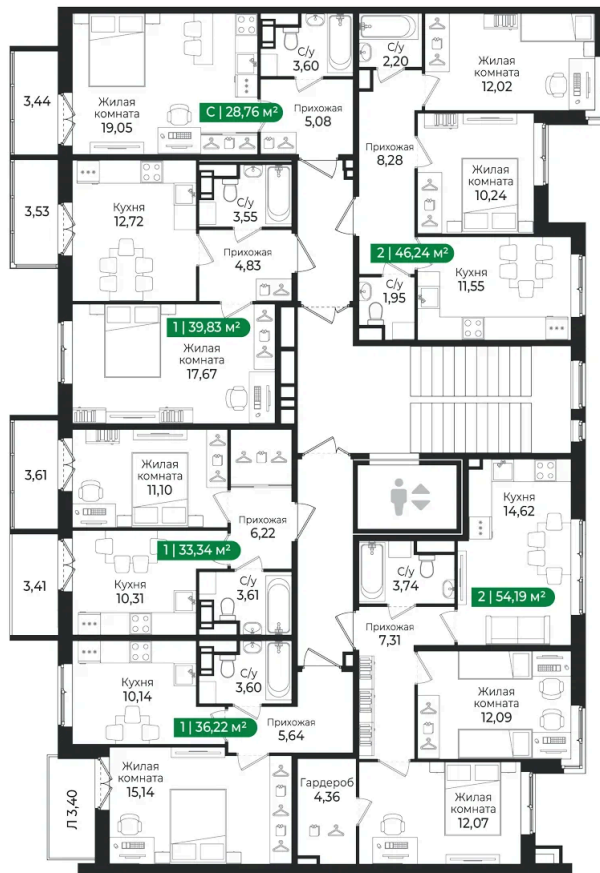 3,44
Жилая
комната
19,05
С/у
3,60
С | 28,76 м²
Прихожая
5,08
С/у
2,20
Жилая
комната
12,02
Прихожая
8,28
Жилая
комната
10,24
3,53
Кухня
12,72
С/у
3,55
Прихожая
4,83
2 | 46,24 м²
С/у
1,95
11,55
1 | 39,83 м²
Жилая
комната
17,67
3,61
Жилая
комната
11,10
Прихожая
6,22
1 | 33,34 м²
3,41
Кухня
10,31
С/у
3,61
Кухня
14,62
С/у
3,74
2 | 54,19 м²
Прихожая
7,31
Кухня
10,14
С/у
3,60
1 | 36,22 м²
Прихожая
5,64
Жилая
комната
12,09
Л 3,40
Жилая
комната
15,14
Гардероб
4,36
Жилая
комната
12,07